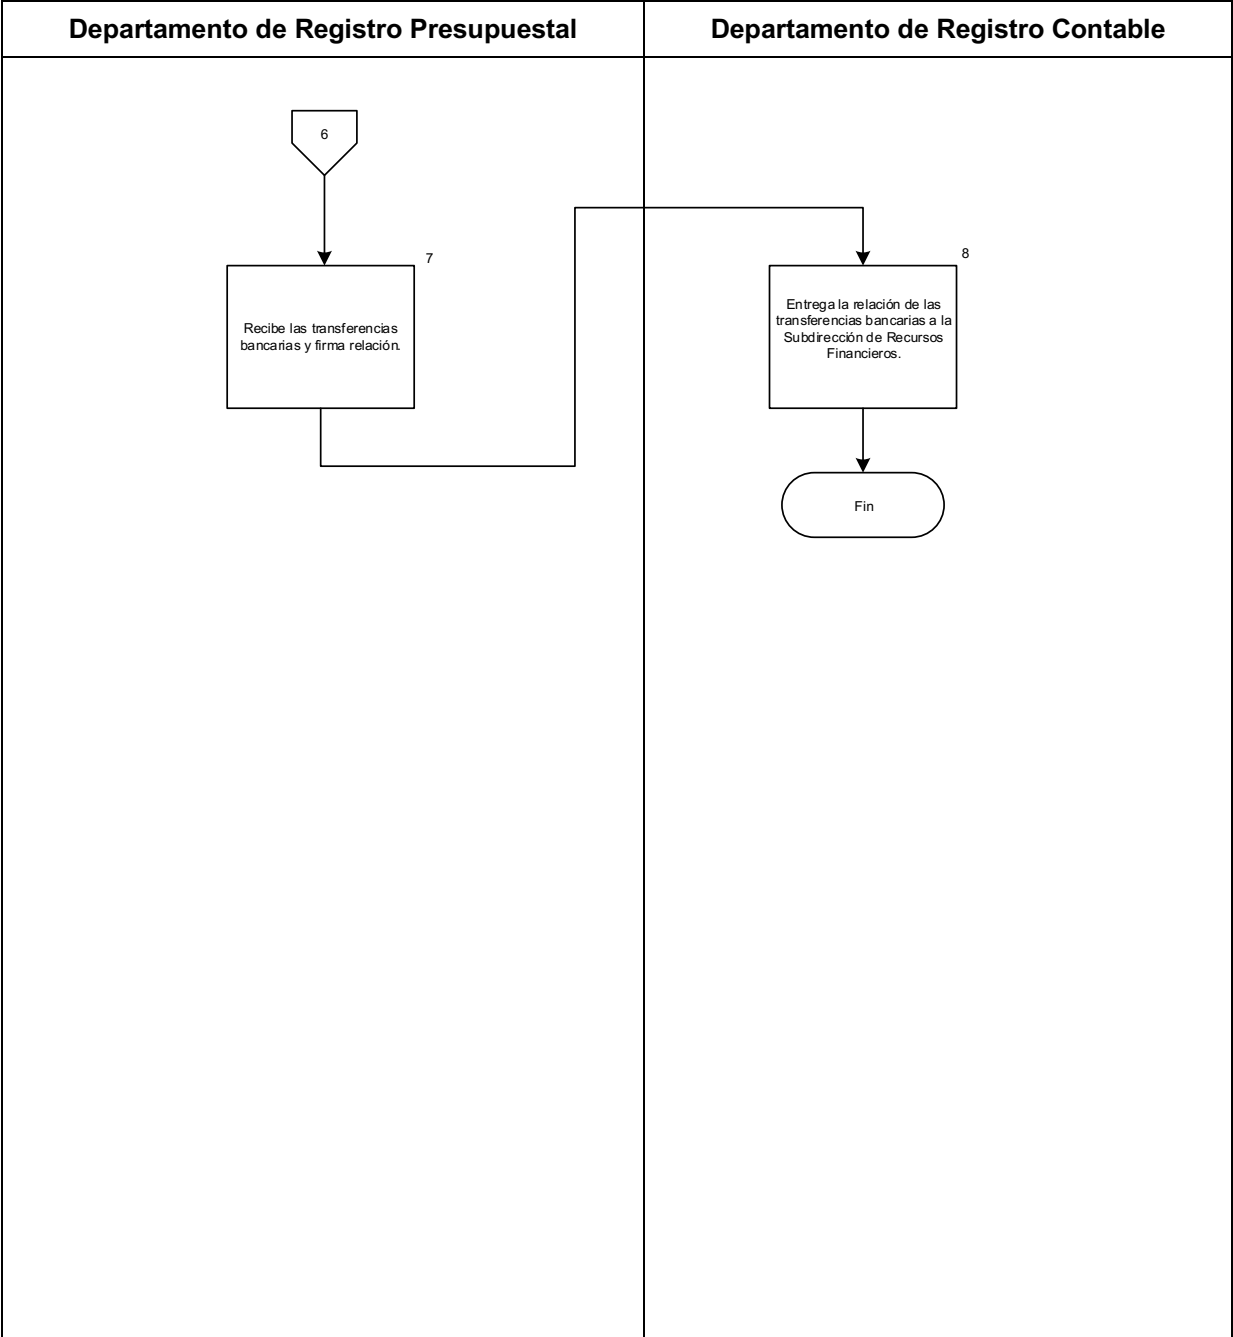 Departamento de Registro Presupuestal
Departamento de Registro Contable
6
7
Recibe las transferencias
bancarias y firma relación.
8
Entrega la relación de las
transferencias bancarias a la
Subdirección de Recursos
Financieros.
Fin